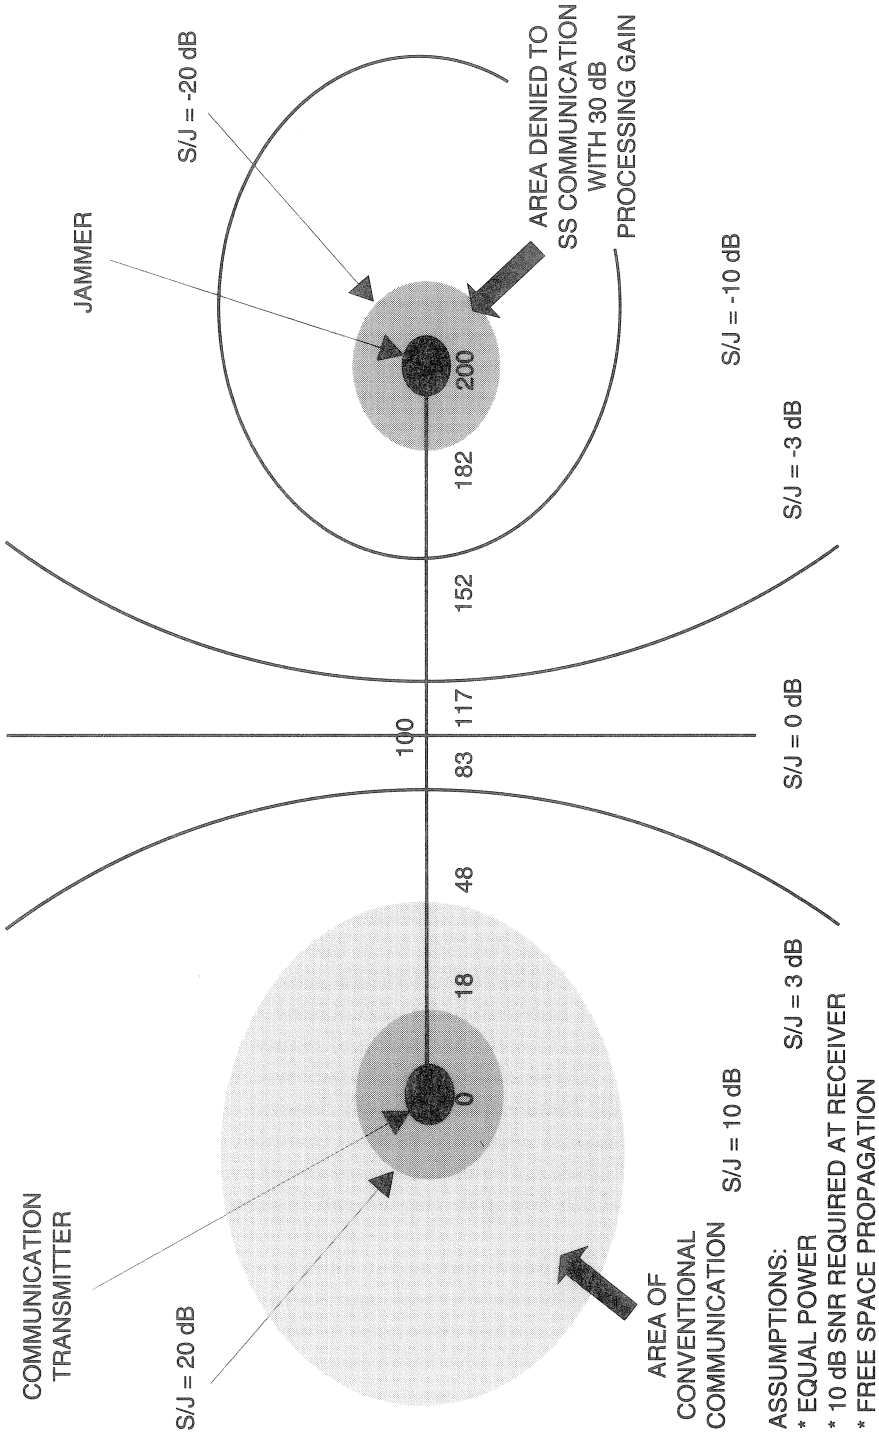 COMMUNICATION
TRANSMITTER
S/J = 20 dB
JAMMER
S/J = -20 dB
0
18
48
83
100
117
152
182
200
AREA DENIED TO
SS COMMUNICATION
WITH 30 dB
PROCESSING GAIN
AREA OF
CONVENTIONAL
COMMUNICATION
S/J = 10 dB
S/J = 3 dB
S/J = 0 dB
S/J = -3 dB
S/J = -10 dB
ASSUMPTIONS:
* EQUAL POWER
* 10 dB SNR REQUIRED AT RECEIVER
* FREE SPACE PROPAGATION